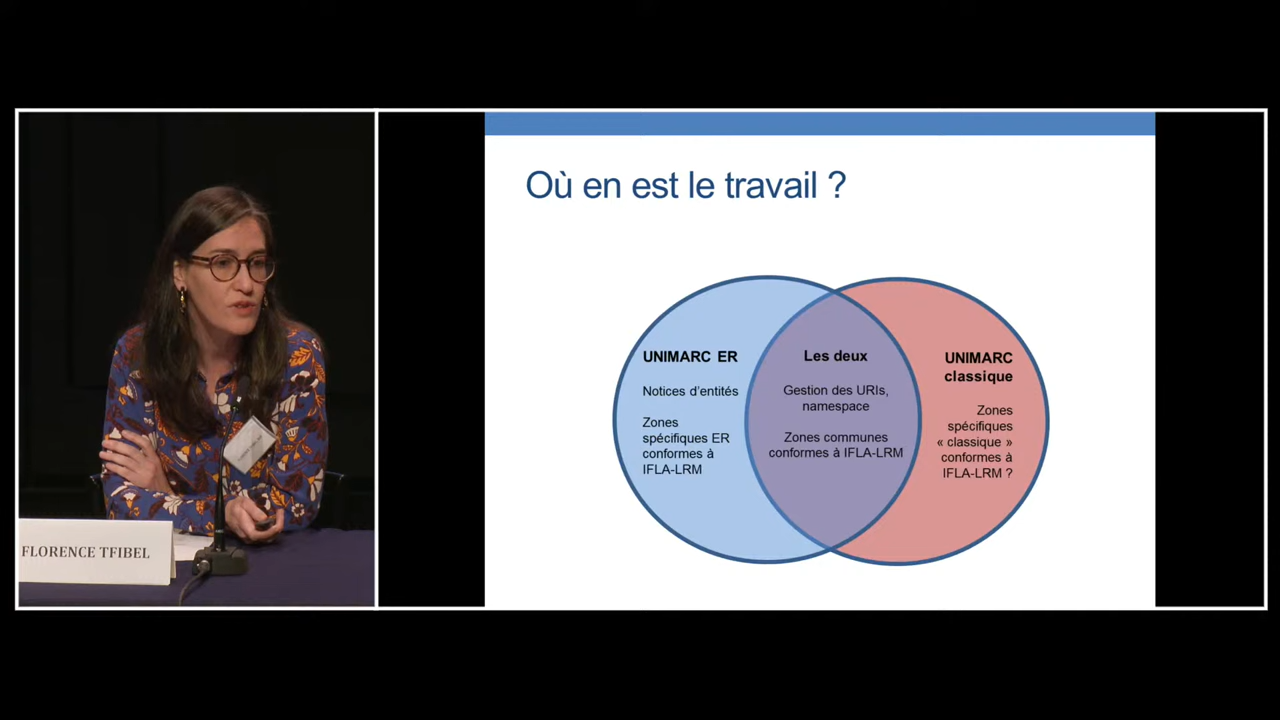 FLORENCE TFIBEL
Où en est le travail ?
UNIMARC ER
Notices d’entités
Zones
spécifiques ER
conformes à
IFLA-LRM
Les deux
Gestion des URIs,
namespace
Zones communes
conformes à IFLA-LRM
UNIMARC
classique
Zones
spécifiques
« classique »
conformes à
IFLA-LRM ?